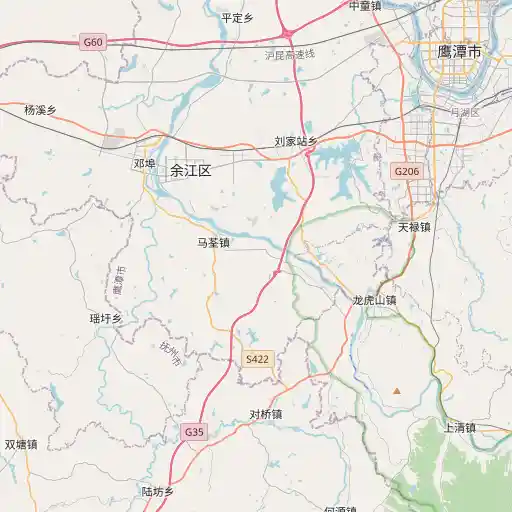 中童镇
平定乡
G60
沪昆高速线
鹰潭市
杨溪乡
月湖区
刘家站乡
邓埠
余江区
G206
天禄镇
马荃镇
鹰潭市
龙虎山镇
瑶圩乡
抚州市
S422
对桥镇
G35
上清镇
双塘镇
陆坊乡
何源镇